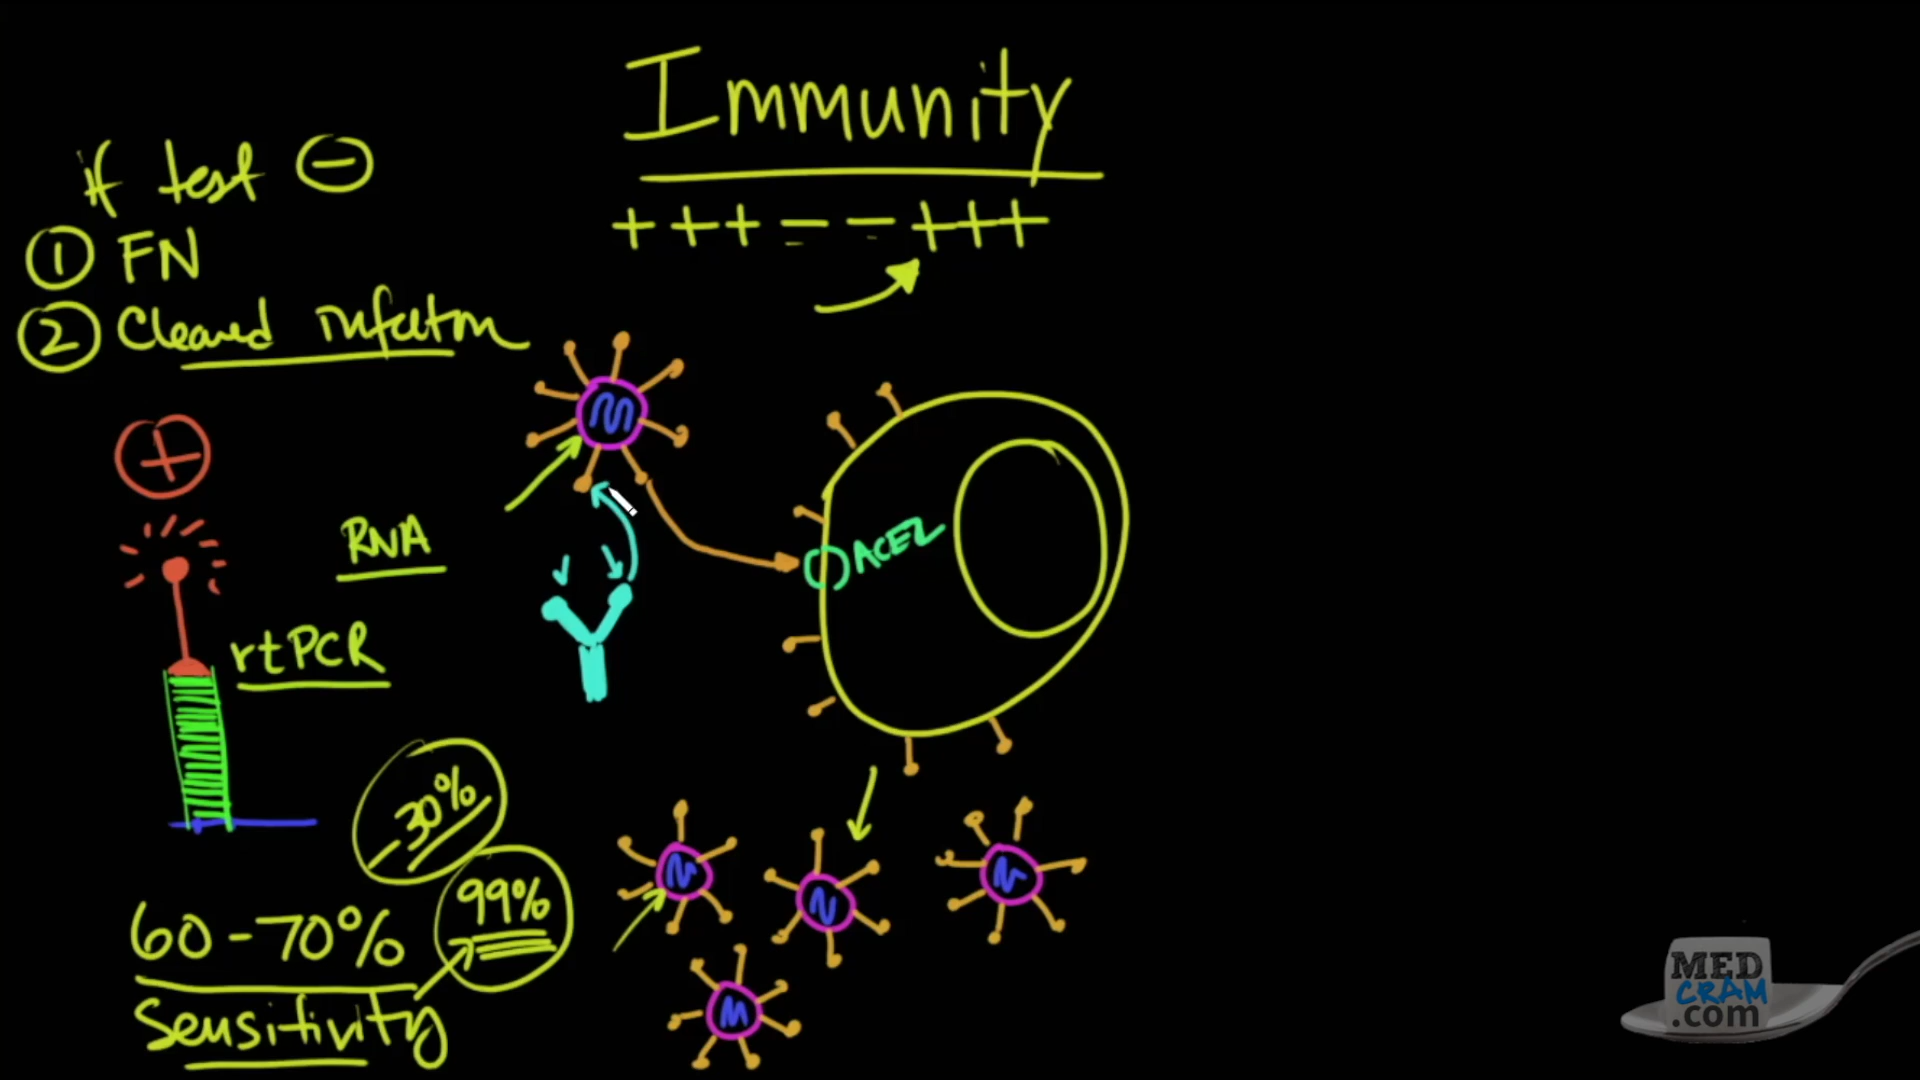 Immunity
+ + + - - + + +
if test ⊖
① FN
② Cleared infection
RNA
rtPCR
ACE2
-30%
99%
60-70%
Sensitivity
MED
CRAM
.com